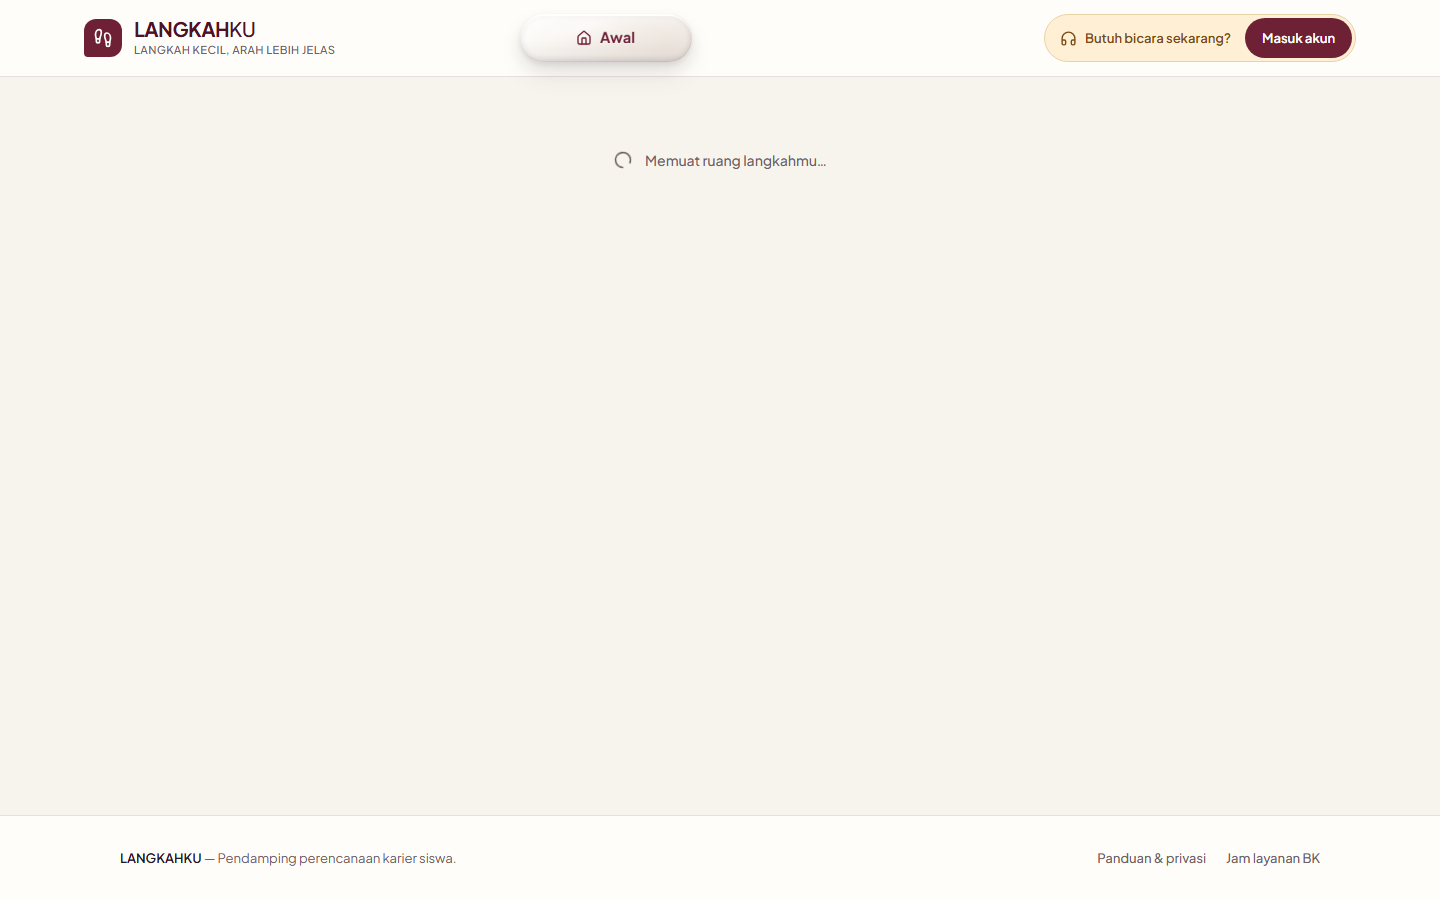 LANGKAHKU
LANGKAH KECIL, ARAH LEBIH JELAS
Awal
Butuh bicara sekarang?
Masuk akun
Memuat ruang langkahmu…
LANGKAHKU — Pendamping perencanaan karier siswa.
Panduan & privasi
Jam layanan BK